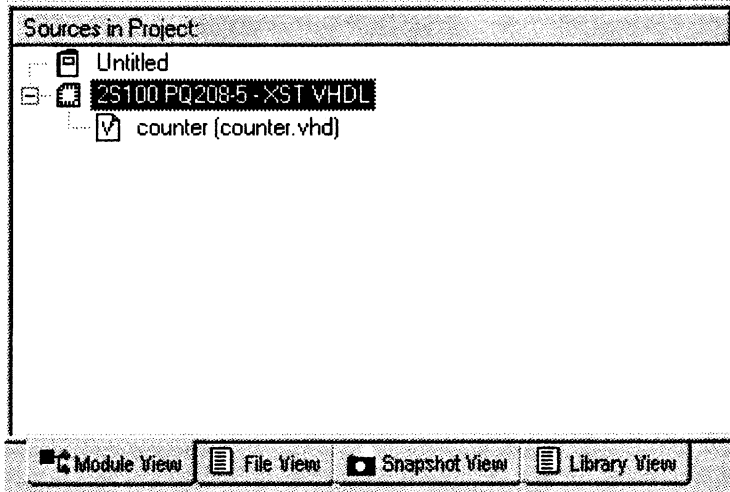 Sources in Project:
Untitled
2S100 PQ208-5 - XST VHDL
counter (counter.vhd)
Module View File View Snapshot View Library View